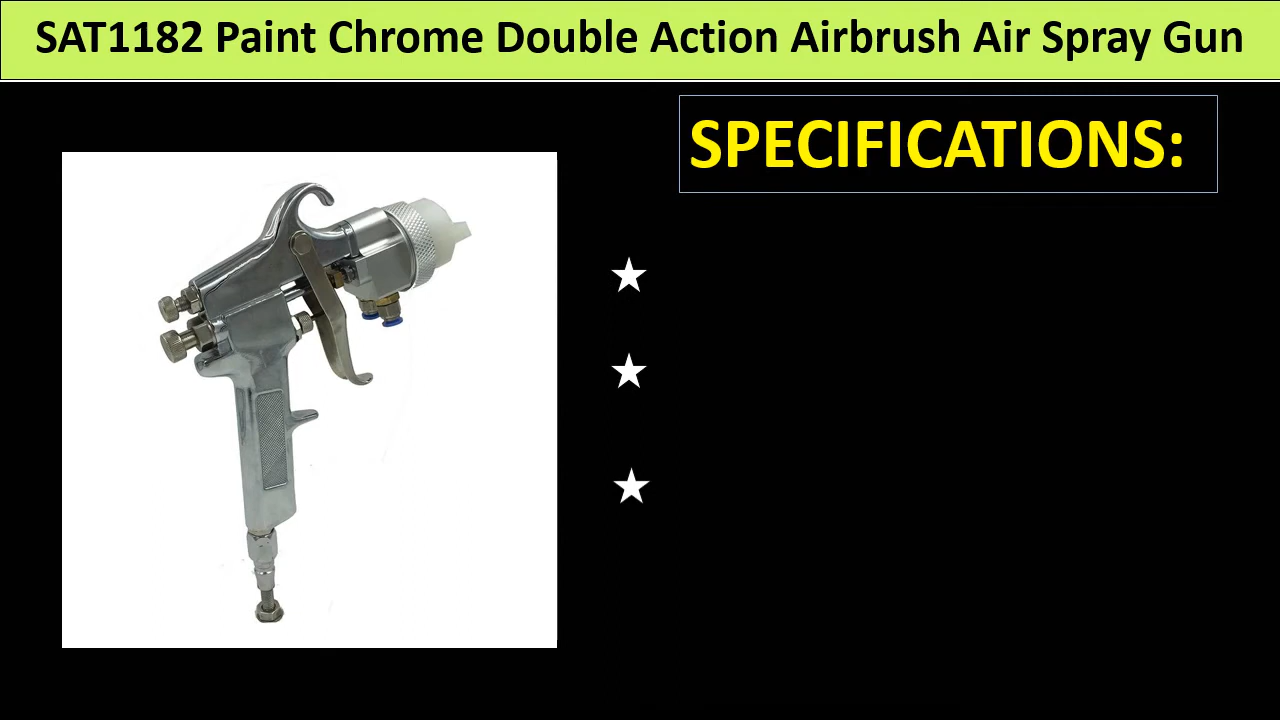 SAT1182 Paint Chrome Double Action Airbrush Air Spray Gun
SPECIFICATIONS: